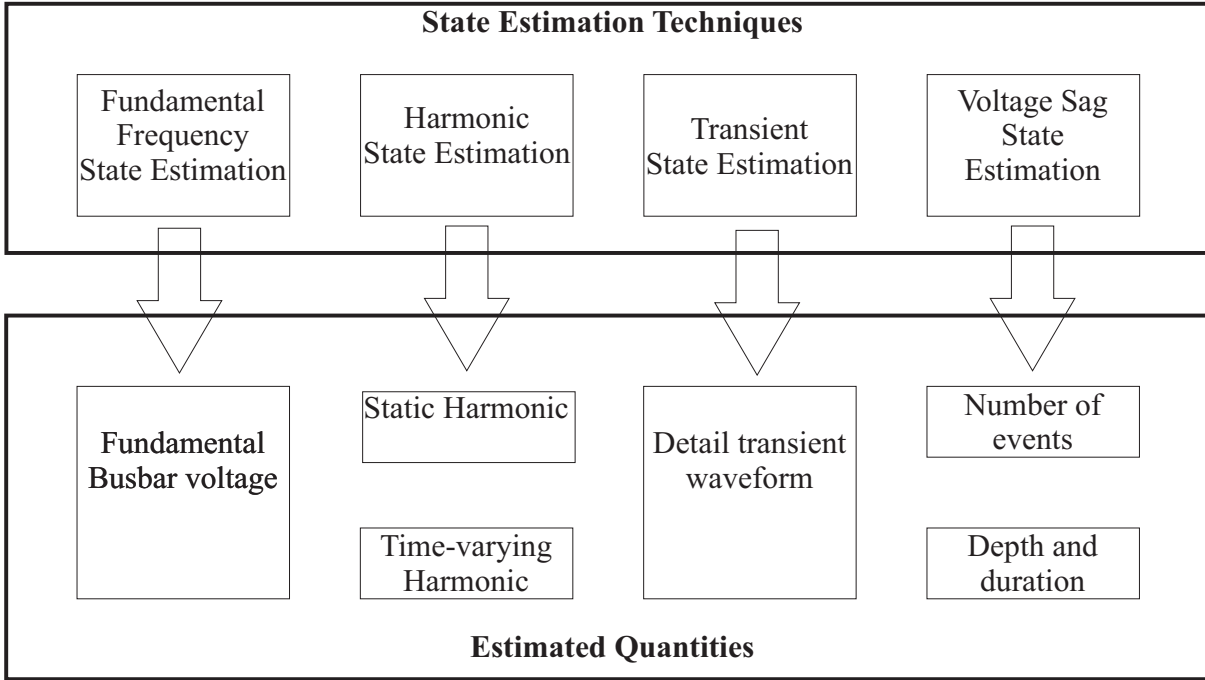 State Estimation Techniques
Fundamental
Frequency
State Estimation
Harmonic
State Estimation
Transient
State Estimation
Voltage Sag
State
Estimation
Fundamental
Busbar voltage
Static Harmonic
Time-varying
Harmonic
Detail transient
waveform
Number of
events
Depth and
duration
Estimated Quantities